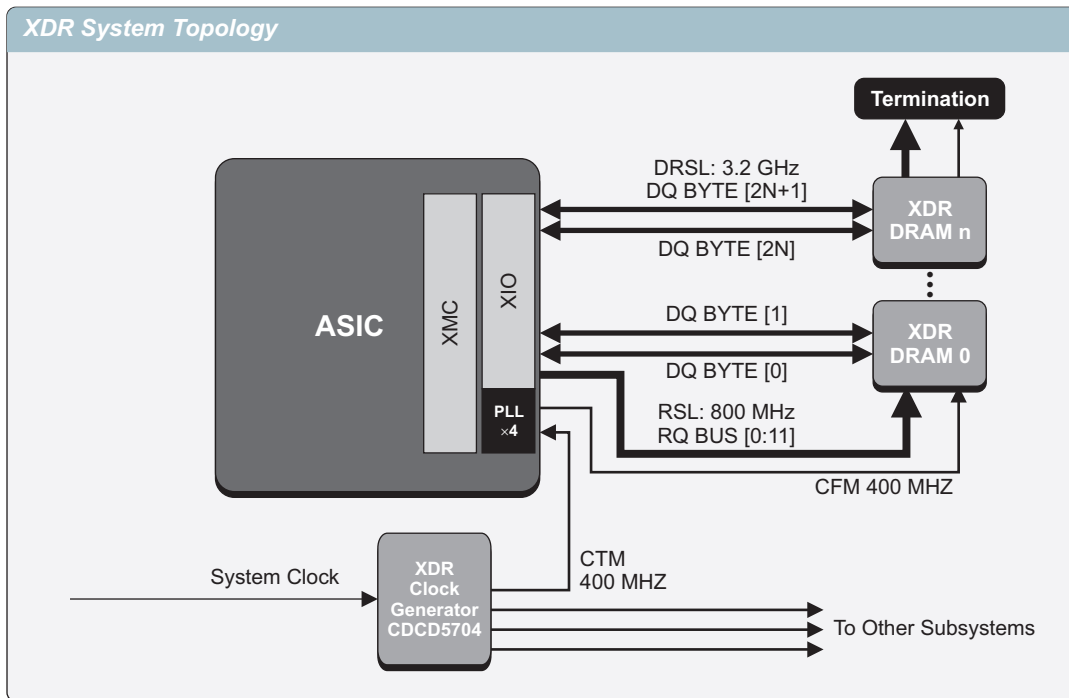 XDR System Topology
Termination
DRSL: 3.2 GHz
DQ BYTE [2N+1]
XDR
DRAM n
DQ BYTE [2N]
ASIC
XMC
XIO
DQ BYTE [1]
XDR
DRAM 0
DQ BYTE [0]
PLL
×4
RSL: 800 MHz
RQ BUS [0:11]
CFM 400 MHZ
System Clock
XDR
Clock
Generator
CDCD5704
CTM
400 MHZ
To Other Subsystems